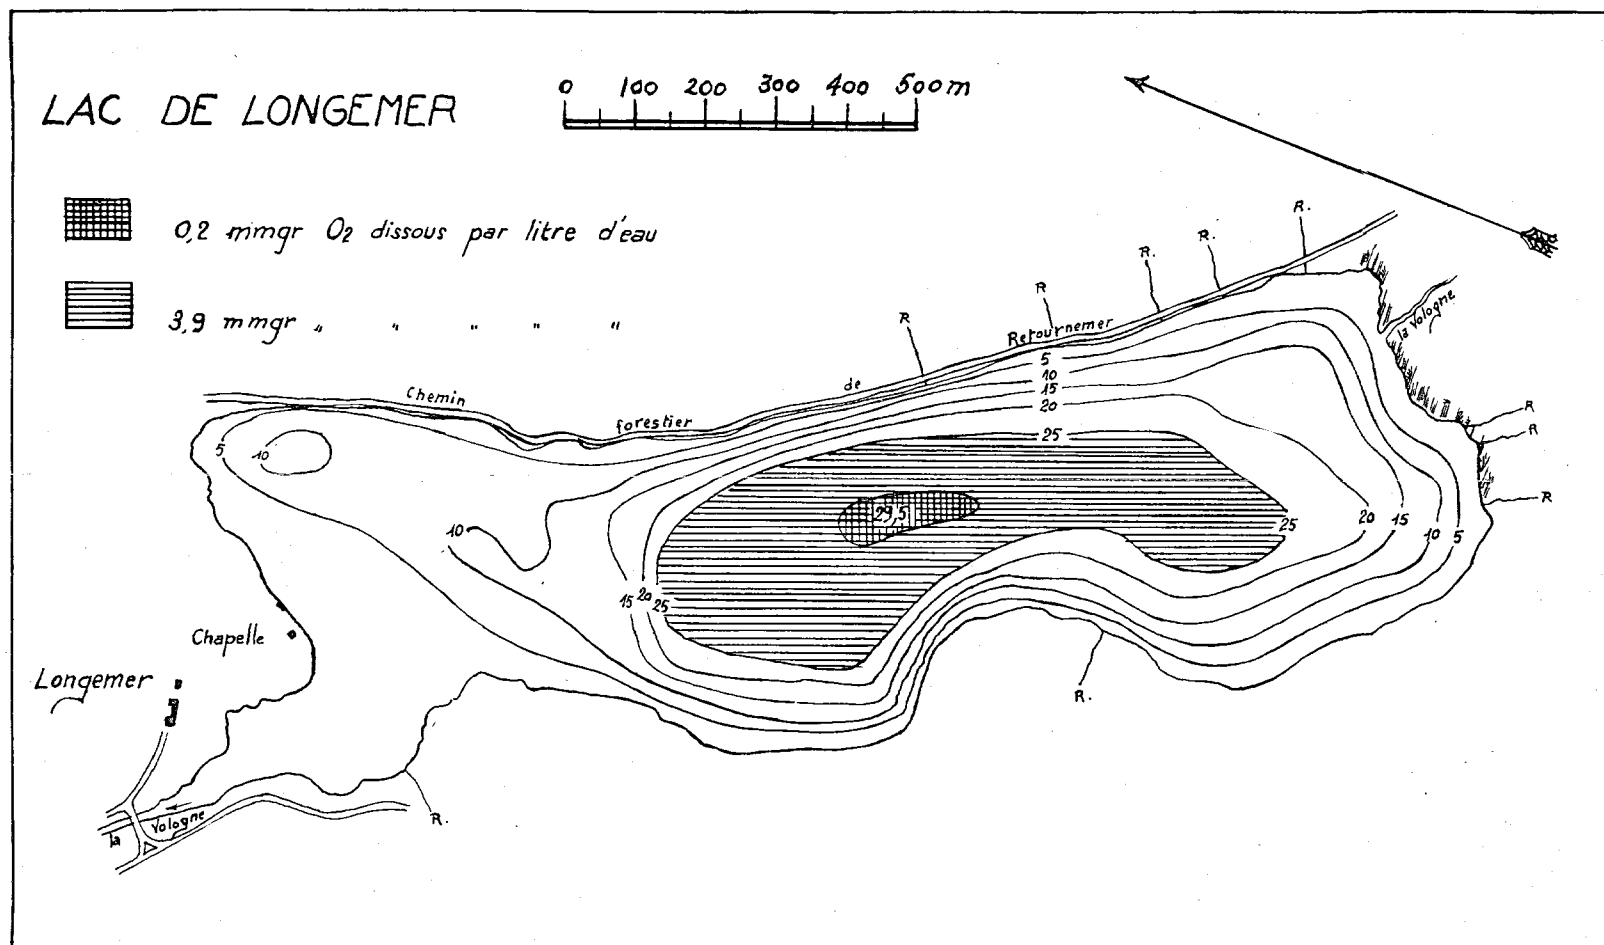 LAC DE LONGEMER
0 100 200 300 400 500 m
0,2 mmgr O2 dissous par litre d'eau
3,9 mmgr " " " " "
R.
R.
R.
R
R
la Vologne
Retournemer
de
Chemin
forestier
5
10
15
20
25
5
10
R
R
R
29,5
10
25
20
15
10
5
15
20
25
Chapelle
Longemer
R.
R.
la Vologne